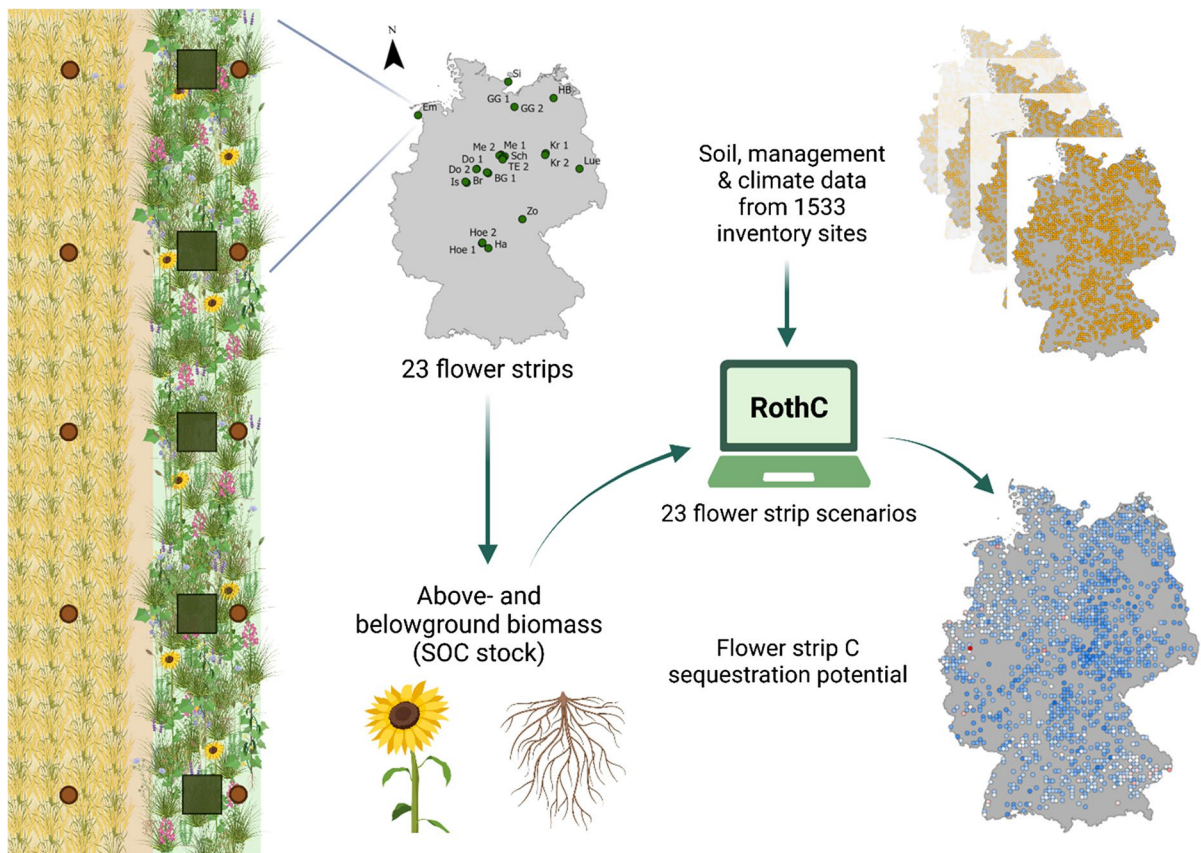 N
Si
HB
GG 1
GG 2
Em
Me 2
Me 1
Kr 1
Do 1
Sch
Kr 2
Do 2
TE 2
Lue
Is
Br
BG 1
Zo
Hoe 2
Hoe 1
Ha
23 flower strips
Soil, management
& climate data
from 1533
inventory sites
RothC
23 flower strip scenarios
Above- and
belowground biomass
(SOC stock)
Flower strip C
sequestration potential